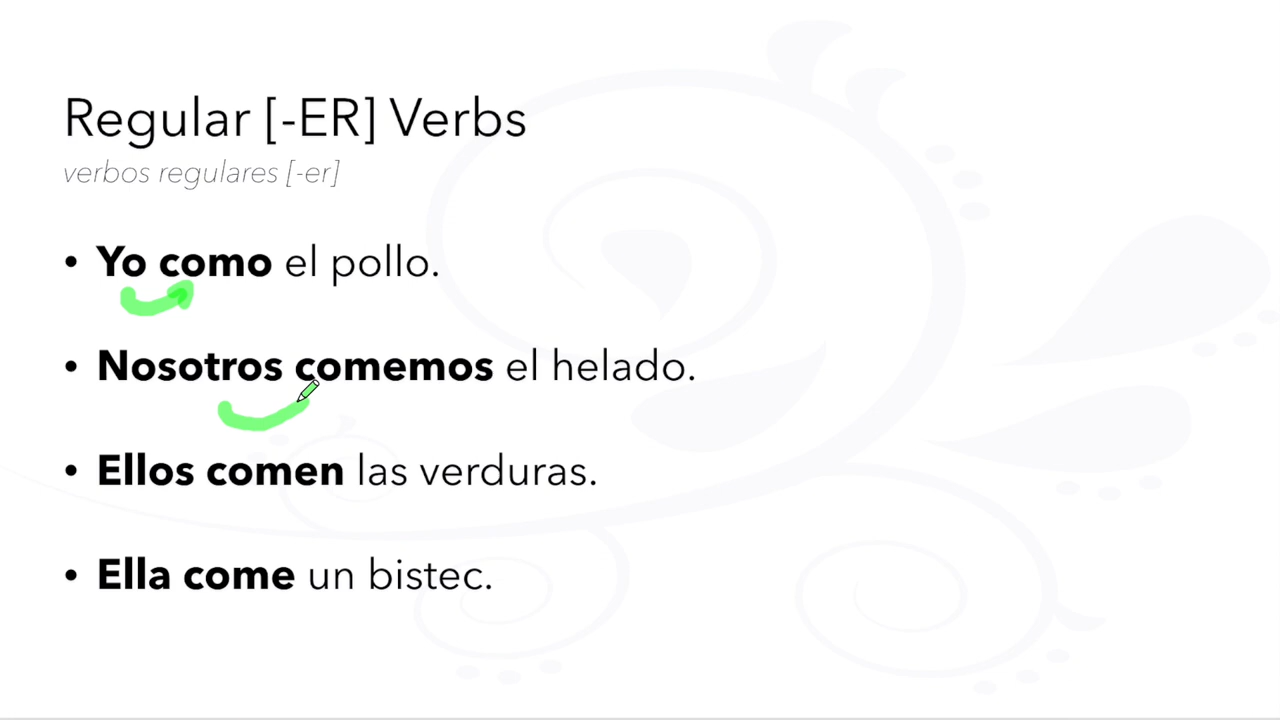 Regular [-ER] Verbs
verbos regulares [-er]
• Yo como el pollo.
• Nosotros comemos el helado.
• Ellos comen las verduras.
• Ella come un bistec.